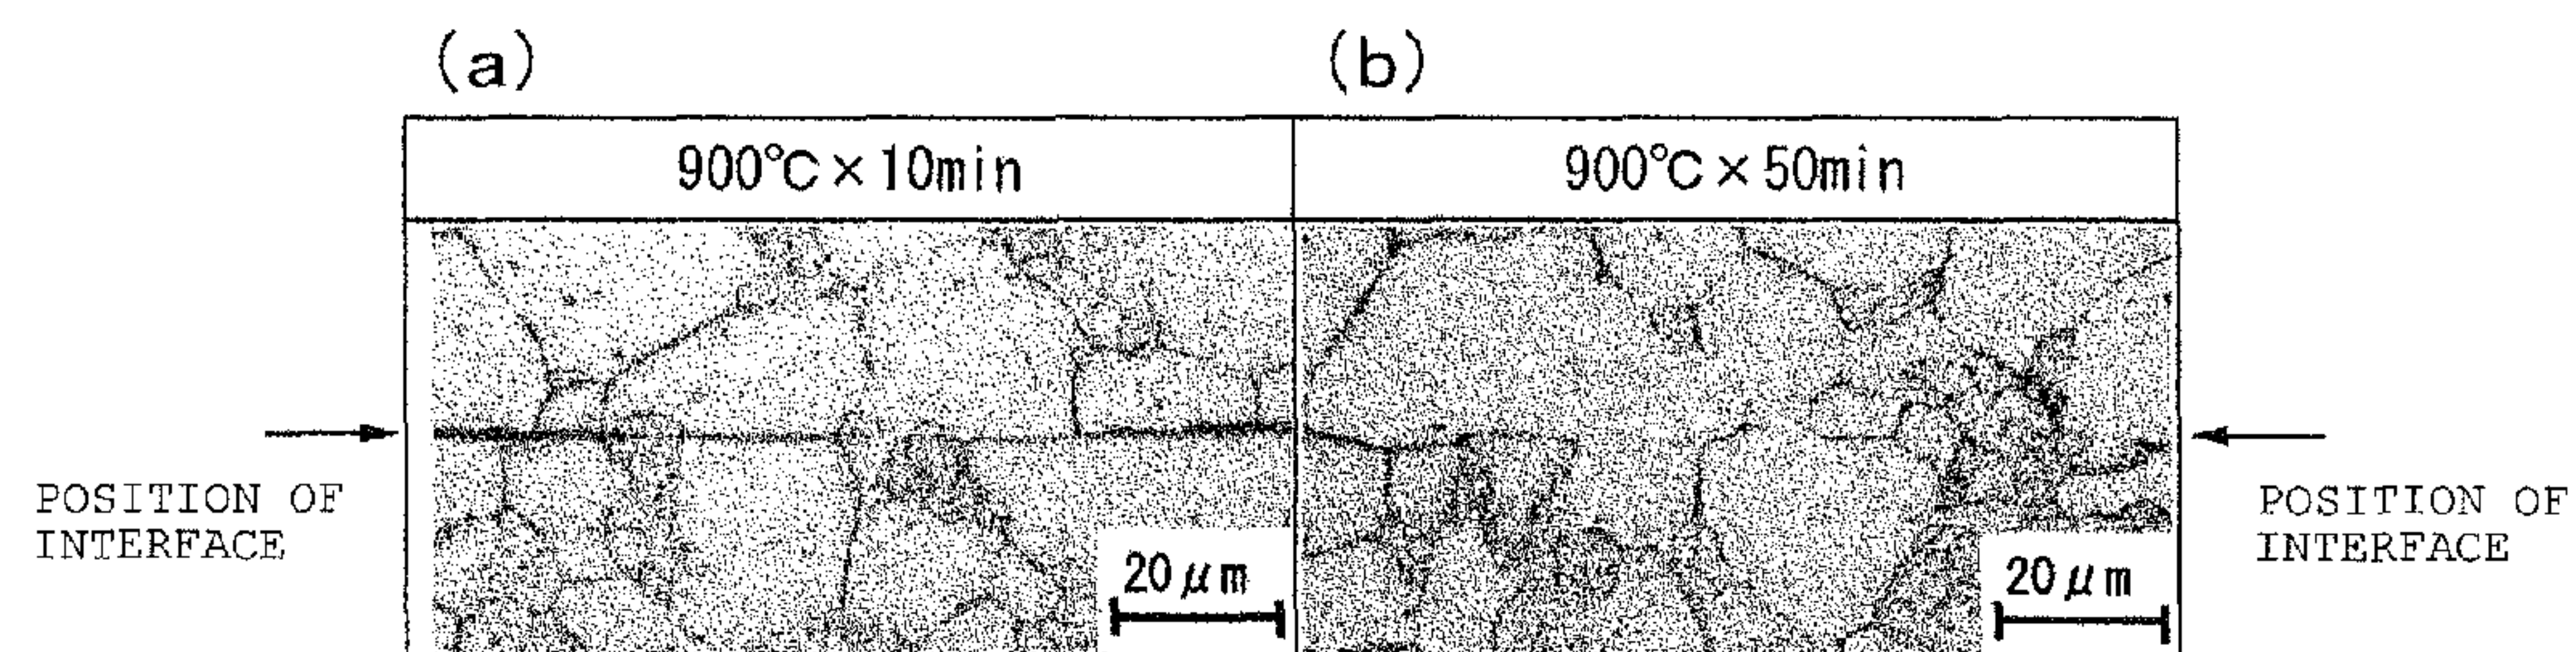 (a)
(b)
900℃×10min
900℃×50min
POSITION OF
INTERFACE
20μm
20μm
POSITION OF
INTERFACE